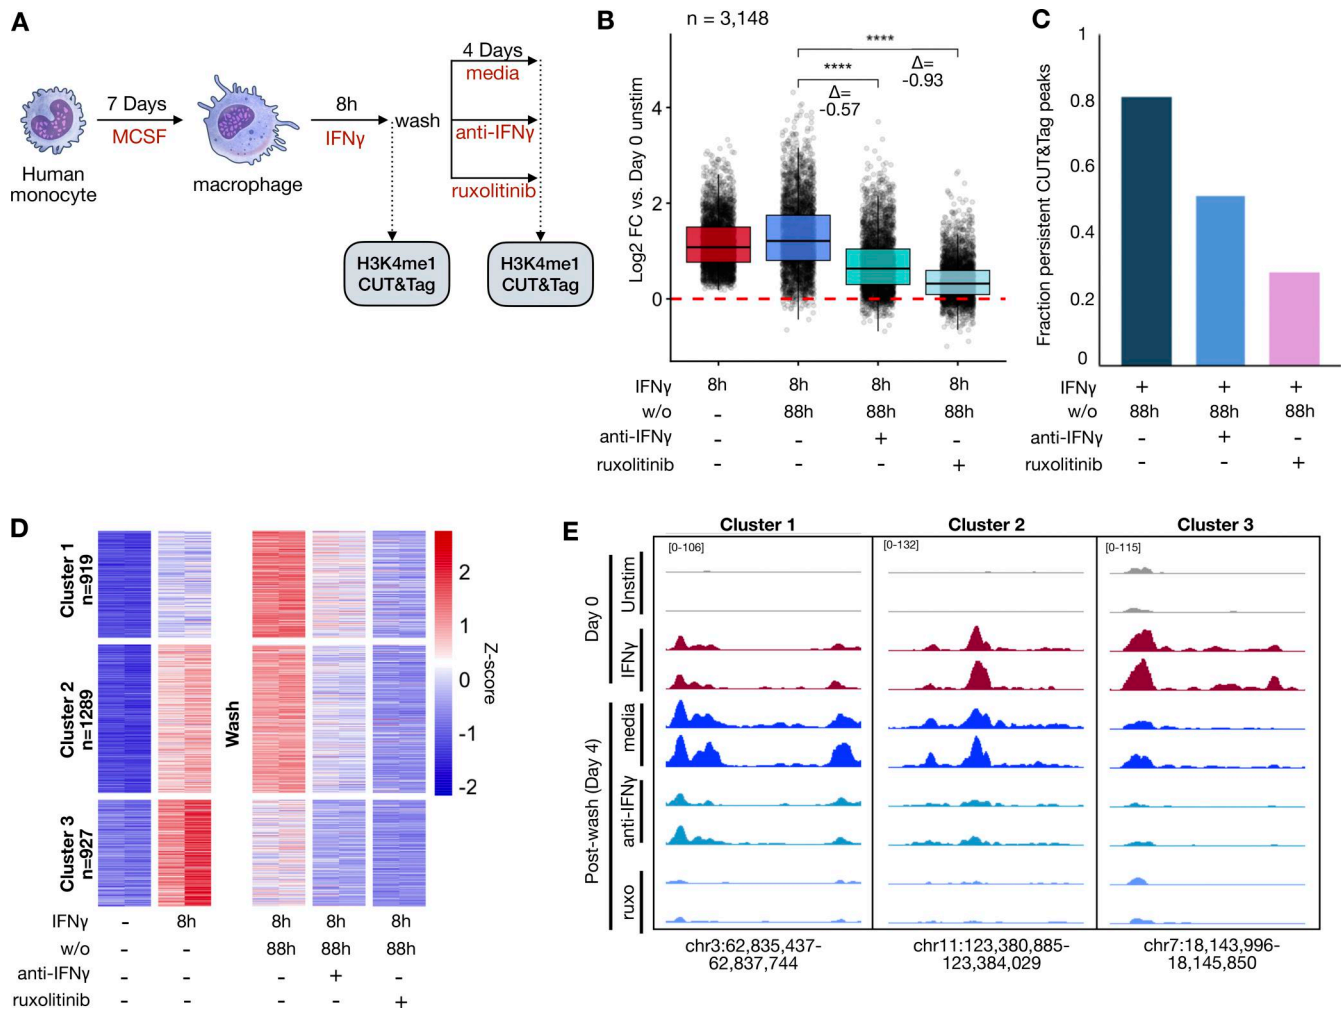 A
7 Days
MCSF
Human
monocyte
macrophage
8h
IFNγ
wash
4 Days
media
anti-IFNγ
ruxolitinib
H3K4me1
CUT&Tag
H3K4me1
CUT&Tag
B
n = 3,148
Log2 FC vs. Day 0 unstim
4
2
0
****
Δ=
-0.57
****
Δ=
-0.93
IFNγ 8h 8h 8h 8h
w/o - 88h 88h 88h
anti-IFNγ - - + -
ruxolitinib - - - +
C
Fraction persistent CUT&Tag peaks
1
0.8
0.6
0.4
0.2
0
IFNγ + + +
w/o 88h 88h 88h
anti-IFNγ - + -
ruxolitinib - - +
D
Cluster 1
n=919
Cluster 2
n=1289
Cluster 3
n=927
Wash
2
1
0
-1
-2
Z-score
IFNγ - 8h 8h 8h 8h
w/o - - 88h 88h 88h
anti-IFNγ - - - + -
ruxolitinib - - - - +
E
Cluster 1 Cluster 2 Cluster 3
[0-106] [0-132] [0-115]
Day 0
Unstim
IFNγ
Post-wash (Day 4)
media
anti-IFNγ
ruxo
chr3:62,835,437-
62,837,744
chr11:123,380,885-
123,384,029
chr7:18,143,996-
18,145,850